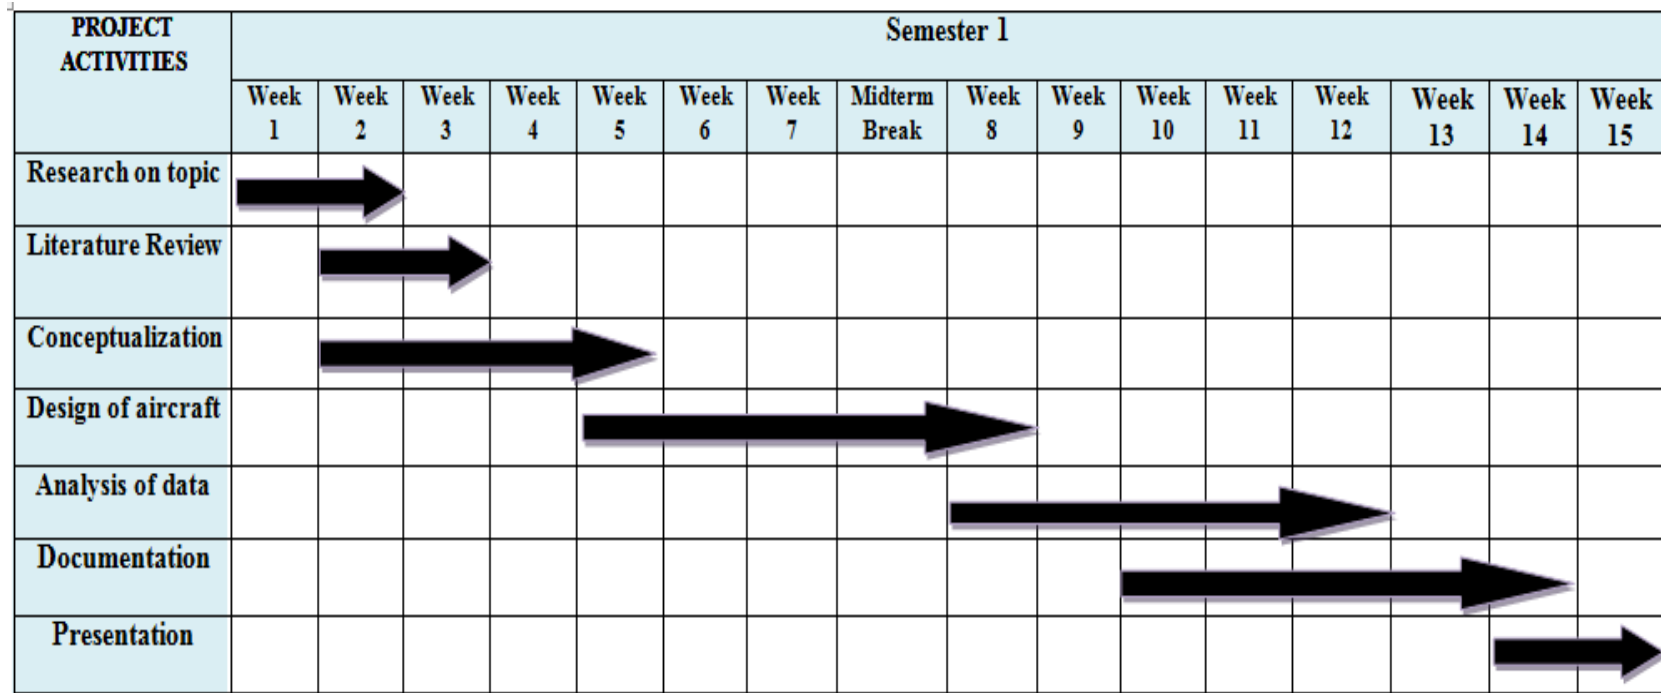 PROJECT
ACTIVITIES
Semester 1
Week
1
Week
2
Week
3
Week
4
Week
5
Week
6
Week
7
Midterm
Break
Week
8
Week
9
Week
10
Week
11
Week
12
Week
13
Week
14
Week
15
Research on topic
Literature Review
Conceptualization
Design of aircraft
Analysis of data
Documentation
Presentation